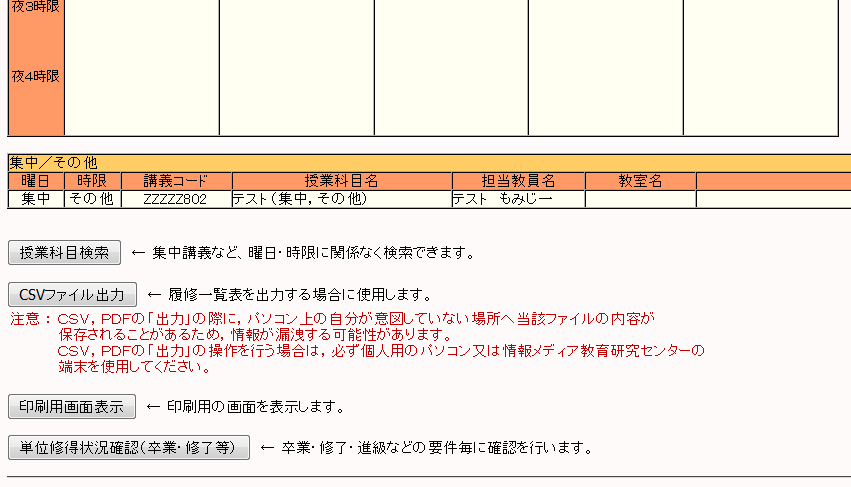 夜3時限
夜4時限
集中／その他
曜日 時限 講義コード 授業科目名 担当教員名 教室名
集中 その他 ZZZZZ802 テスト（集中，その他） テスト　もみじ一
授業科目検索 ← 集中講義など、曜日・時限に関係なく検索できます。
CSVファイル出力 ← 履修一覧表を出力する場合に使用します。
注意： CSV，PDFの「出力」の際に，パソコン上の自分が意図していない場所へ当該ファイルの内容が
保存されることがあるため，情報が漏洩する可能性があります。
CSV，PDFの「出力」の操作を行う場合は，必ず個人用のパソコン又は情報メディア教育研究センターの
端末を使用してください。
印刷用画面表示 ← 印刷用の画面を表示します。
単位修得状況確認（卒業・修了等） ← 卒業・修了・進級などの要件毎に確認を行います。